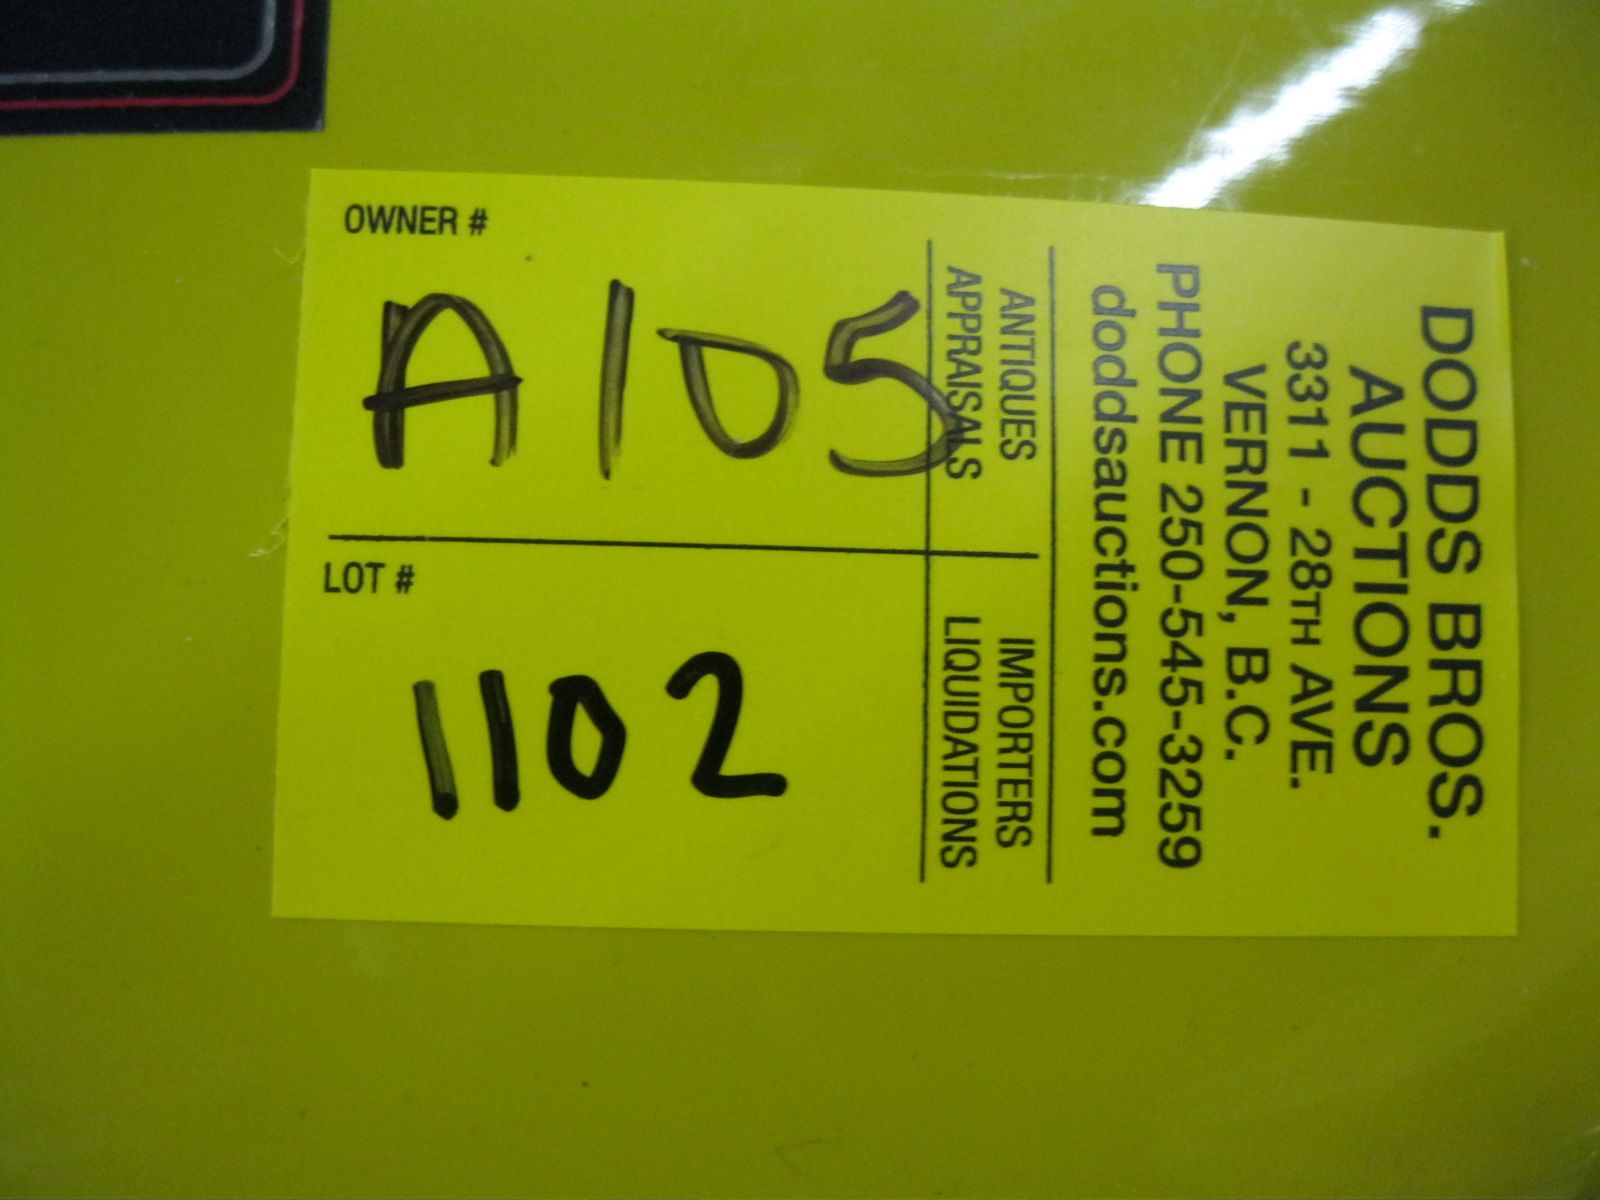 DODDS BROS.
AUCTIONS
3311 - 28TH AVE.
VERNON, B.C.
PHONE 250-545-3259
doddsauctions.com
ANTIQUES
APPRAISALS
IMPORTERS
LIQUIDATIONS
OWNER #
A105
LOT #
1102